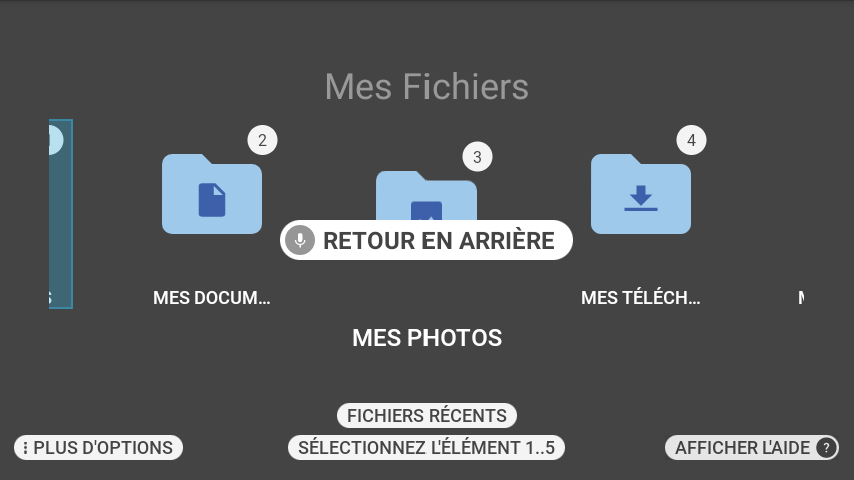 Mes Fichiers
2
3
4
RETOUR EN ARRIÈRE
MES DOCUM...
MES TÉLÉCH...
MES PHOTOS
FICHIERS RÉCENTS
PLUS D'OPTIONS
SÉLECTIONNEZ L'ÉLÉMENT 1..5
AFFICHER L'AIDE ?